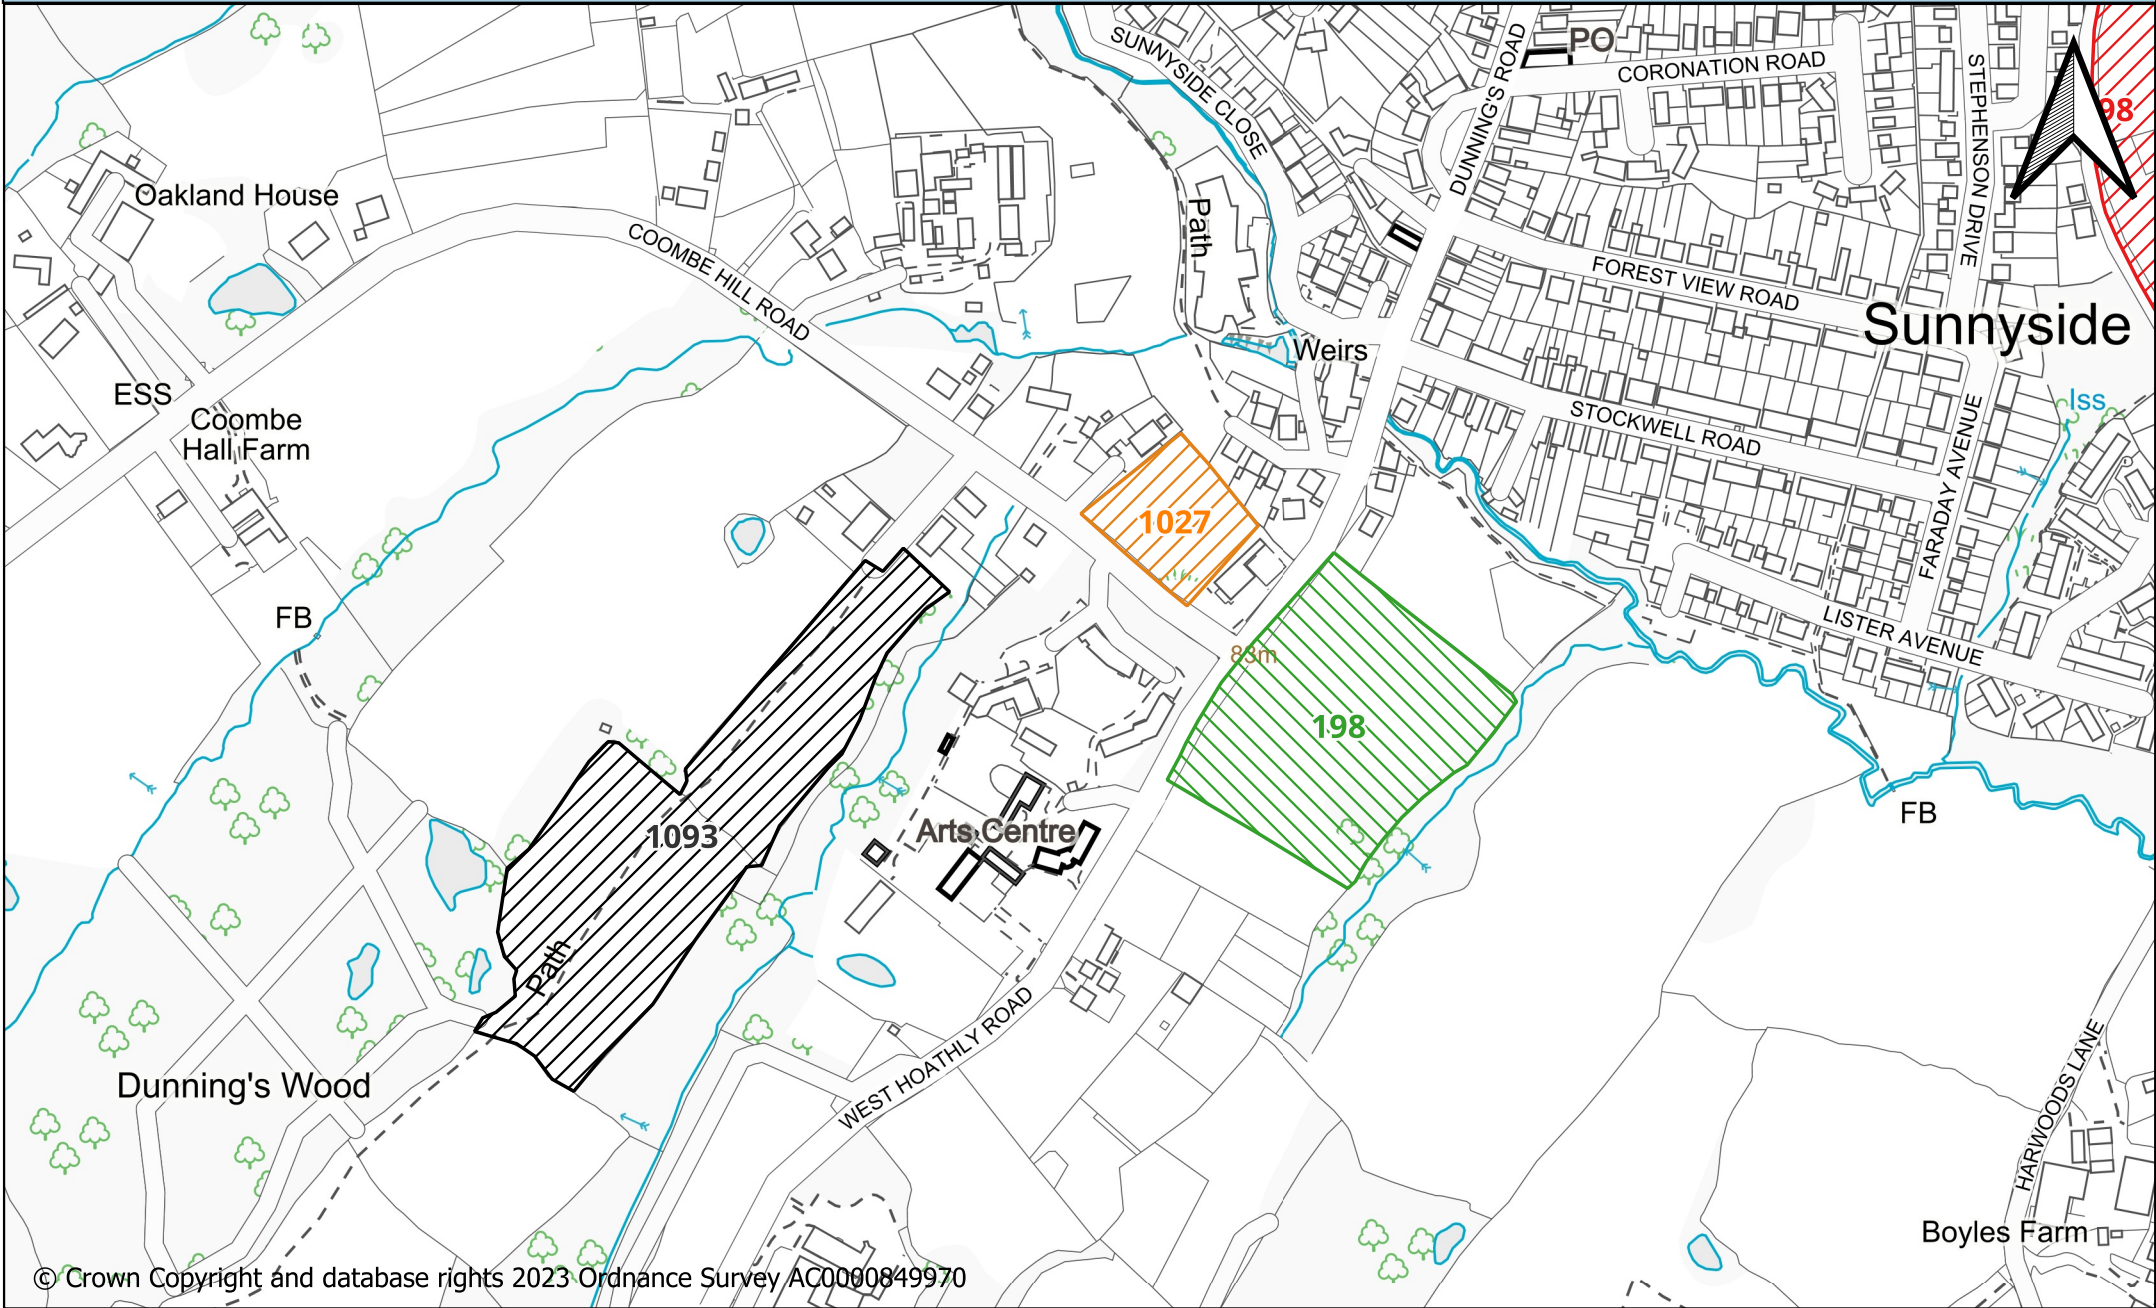 SUNNYSIDE CLOSE
DUNNING'S ROAD
PO
CORONATION ROAD
STEPHENSON DRIVE
98
Oakland House
Path
COOMBE HILL ROAD
FOREST VIEW ROAD
Sunnyside
Weirs
ESS
Coombe
Hall Farm
STOCKWELL ROAD
FARADAY AVENUE
Iss
1027
FB
LISTER AVENUE
83m
198
1093
Arts Centre
FB
Path
WEST HOATHLY ROAD
HARWOODS LANE
Dunning's Wood
Boyles Farm
© Crown Copyright and database rights 2023 Ordnance Survey AC0000849970